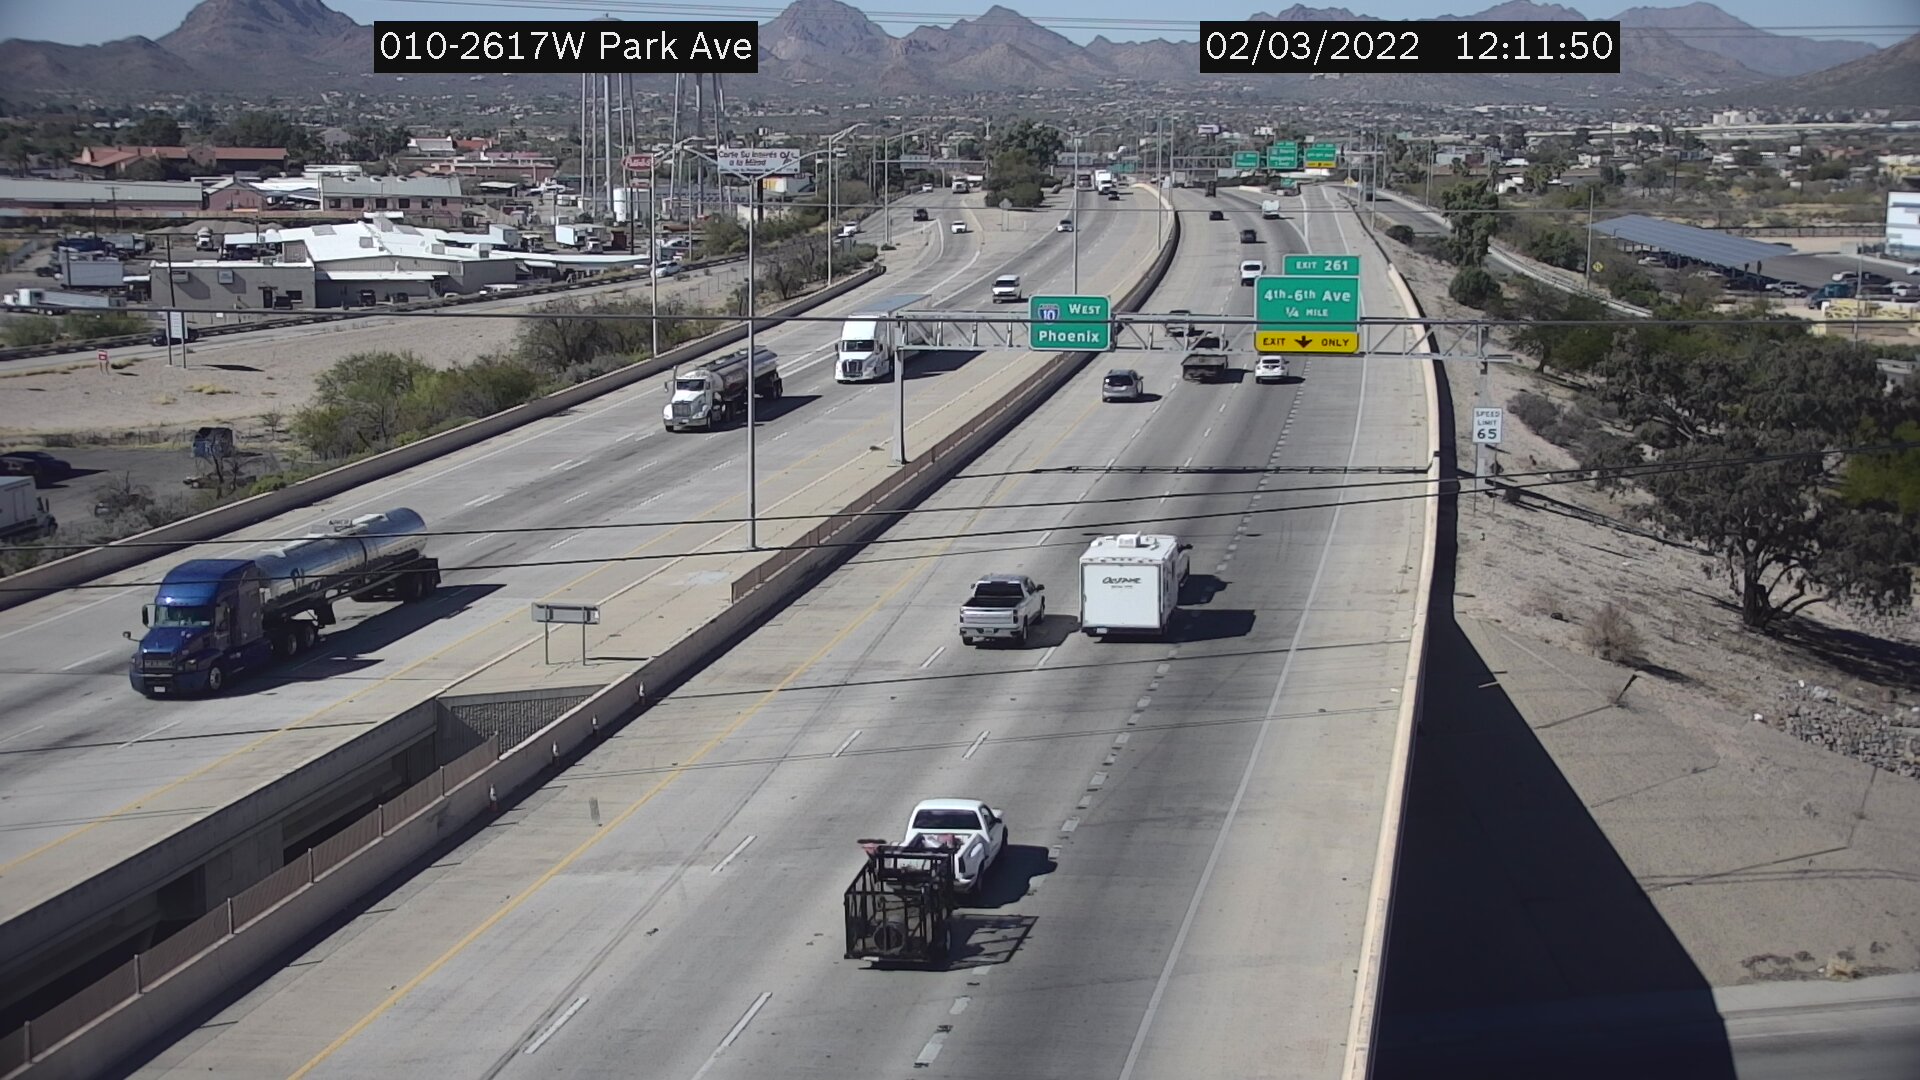 010-2617W Park Ave
02/03/2022 12:11:50
EXIT 261
4th-6th Ave
1/4 MILE
EXIT ONLY
10 WEST
Phoenix
SPEED
LIMIT
65